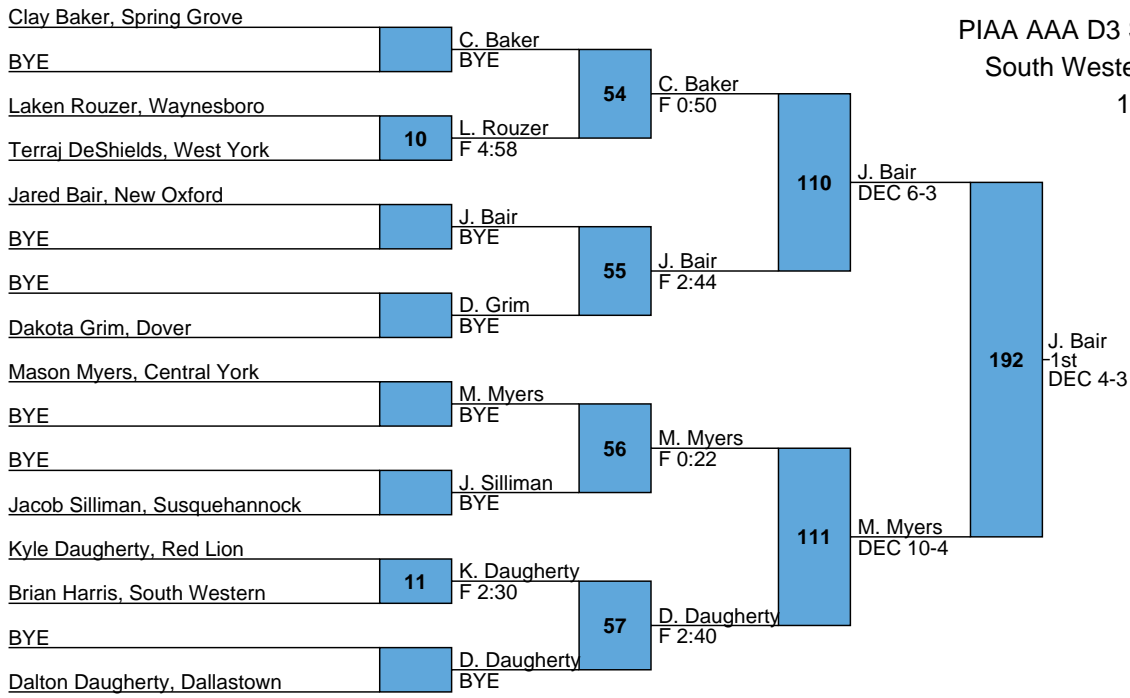 Clay Baker, Spring Grove
BYE
Laken Rouzer, Waynesboro
Terraj DeShields, West York
Jared Bair, New Oxford
BYE
BYE
Dakota Grim, Dover
Mason Myers, Central York
BYE
BYE
Jacob Silliman, Susquehannock
Kyle Daugherty, Red Lion
Brian Harris, South Western
BYE
Dalton Daugherty, Dallastown
10
11
C. Baker
BYE
L. Rouzer
F 4:58
J. Bair
BYE
D. Grim
BYE
M. Myers
BYE
J. Silliman
BYE
K. Daugherty
F 2:30
D. Daugherty
BYE
54
55
56
57
C. Baker
F 0:50
J. Bair
F 2:44
M. Myers
F 0:22
D. Daugherty
F 2:40
110
111
J. Bair
DEC 6-3
M. Myers
DEC 10-4
192
J. Bair
1st
DEC 4-3
PIAA AAA D3
South Weste
1